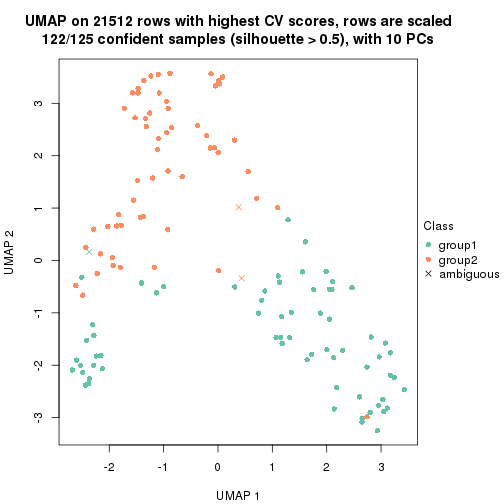 UMAP on 21512 rows with highest CV scores, rows are scaled
122/125 confident samples (silhouette > 0.5), with 10 PCs
3
2
1
0
-1
-2
-3
UMAP 2
-2
-1
0
1
2
3
UMAP 1
Class
group1
group2
ambiguous